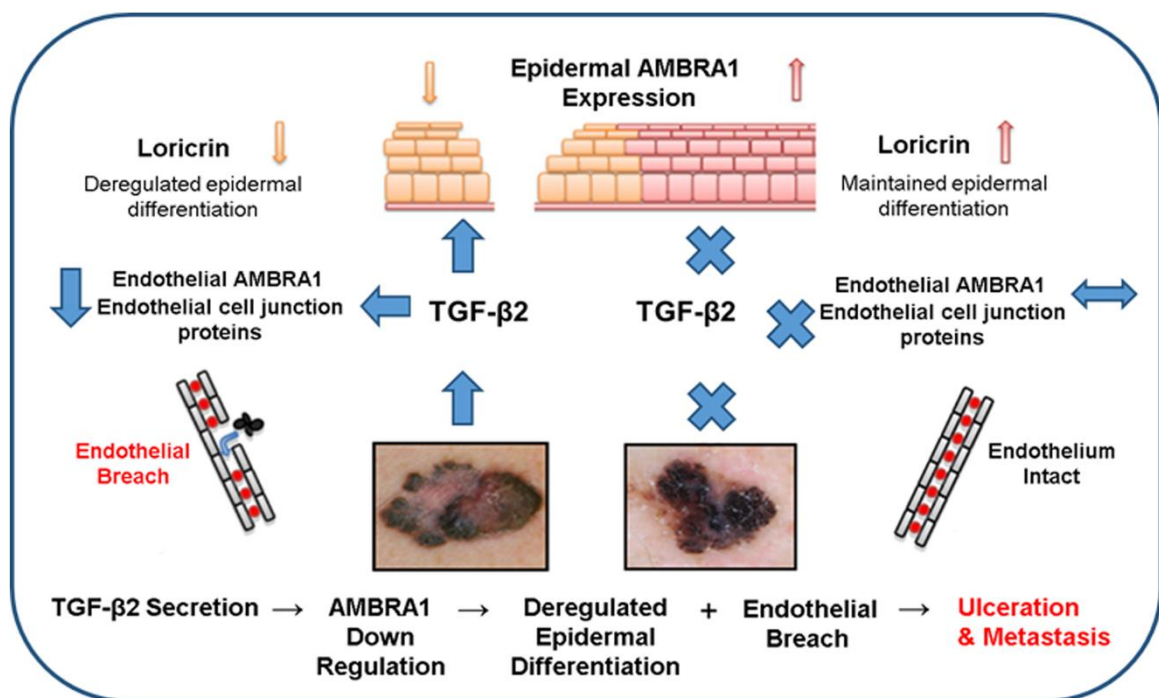 Epidermal AMBRA1
Expression
Loricrin
Deregulated epidermal
differentiation
Loricrin
Maintained epidermal
differentiation
Endothelial AMBRA1
Endothelial cell junction
proteins
TGF-β2
TGF-β2
Endothelial AMBRA1
Endothelial cell junction
proteins
Endothelial
Breach
Endothelium
Intact
TGF-β2 Secretion → AMBRA1
Down
Regulation → Deregulated
Epidermal
Differentiation + Endothelial
Breach → Ulceration
& Metastasis